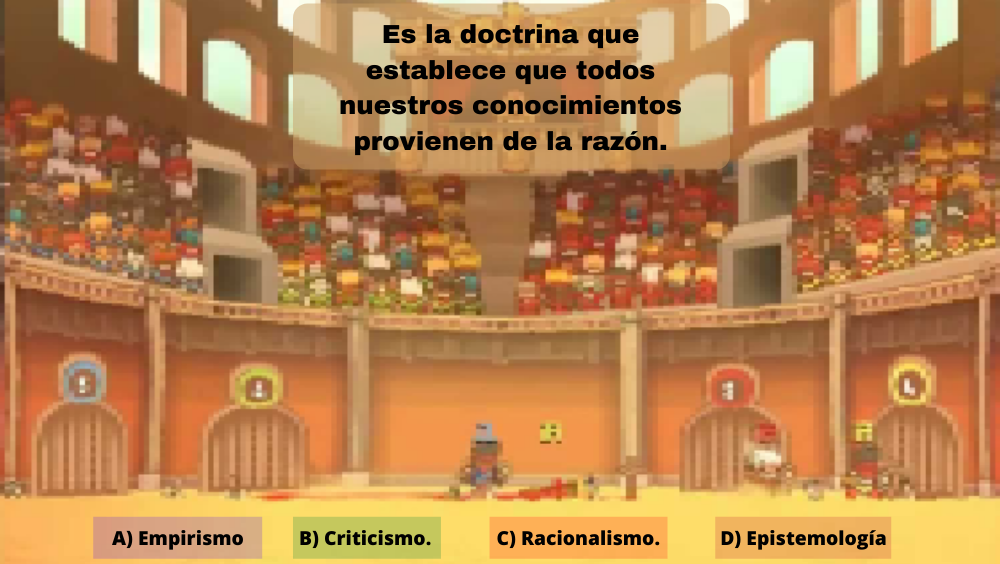 Es la doctrina que
establece que todos
nuestros conocimientos
provienen de la razón.
A) Empirismo
B) Criticismo.
C) Racionalismo.
D) Epistemología